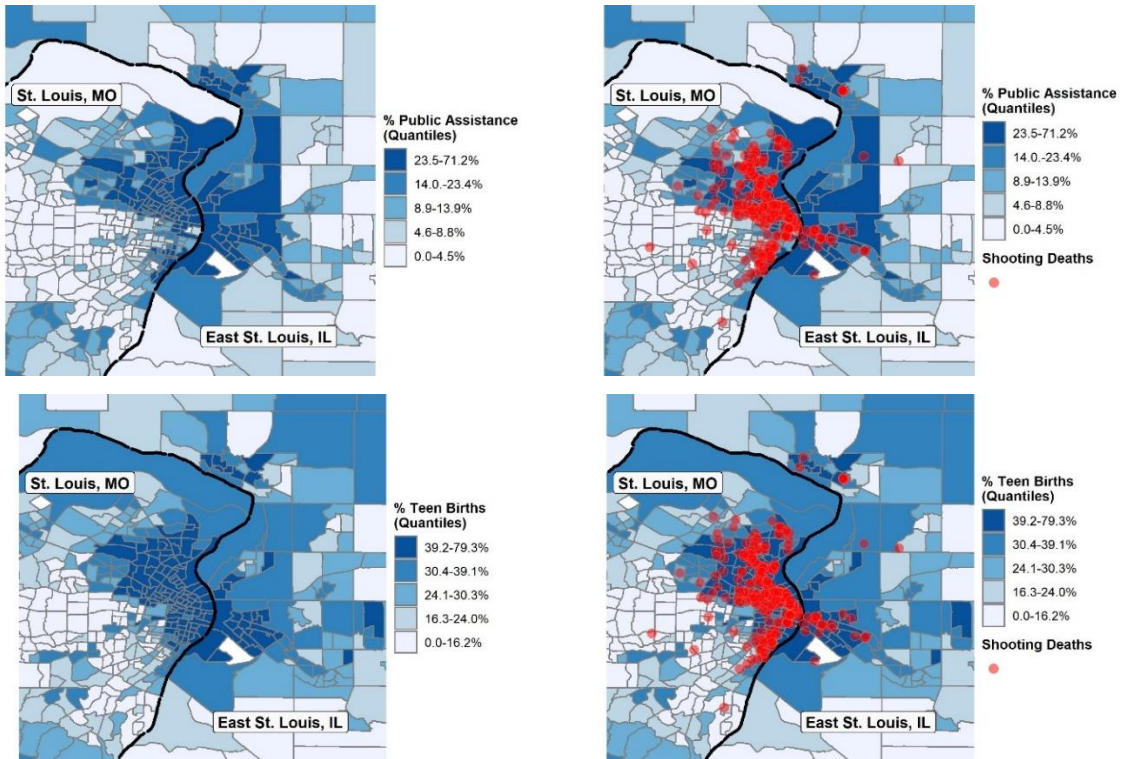 St. Louis, MO
East St. Louis, IL
% Public Assistance
(Quantiles)
23.5-71.2%
14.0.-23.4%
8.9-13.9%
4.6-8.8%
0.0-4.5%
St. Louis, MO
East St. Louis, IL
% Public Assistance
(Quantiles)
23.5-71.2%
14.0.-23.4%
8.9-13.9%
4.6-8.8%
0.0-4.5%
Shooting Deaths
St. Louis, MO
East St. Louis, IL
% Teen Births
(Quantiles)
39.2-79.3%
30.4-39.1%
24.1-30.3%
16.3-24.0%
0.0-16.2%
St. Louis, MO
East St. Louis, IL
% Teen Births
(Quantiles)
39.2-79.3%
30.4-39.1%
24.1-30.3%
16.3-24.0%
0.0-16.2%
Shooting Deaths